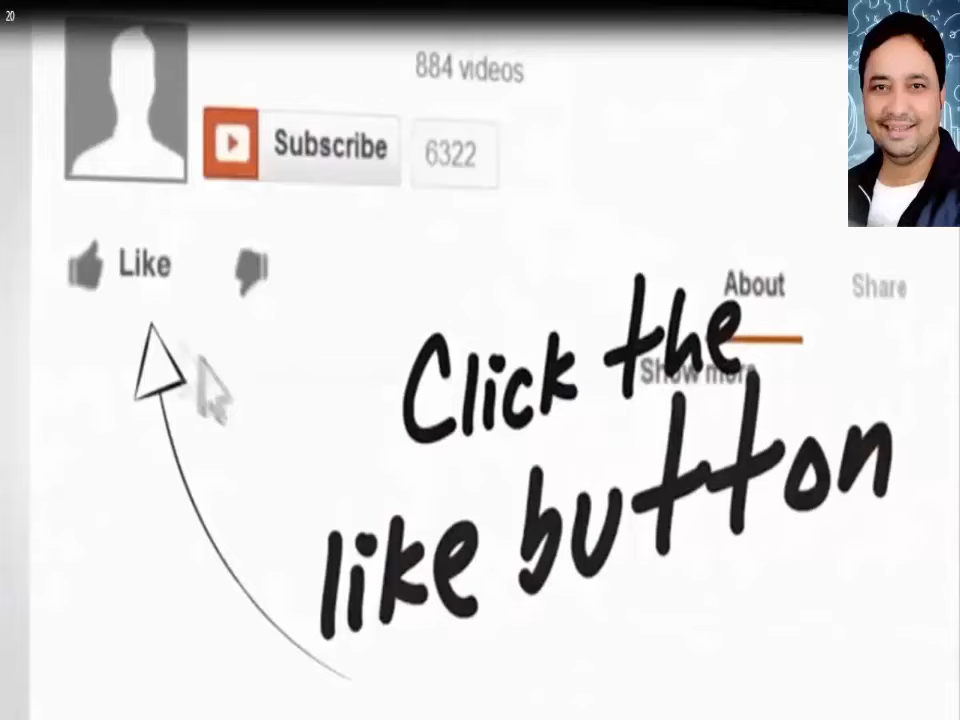 20
884 videos
Subscribe 6322
Like
About Share
Show more
Click the
like button